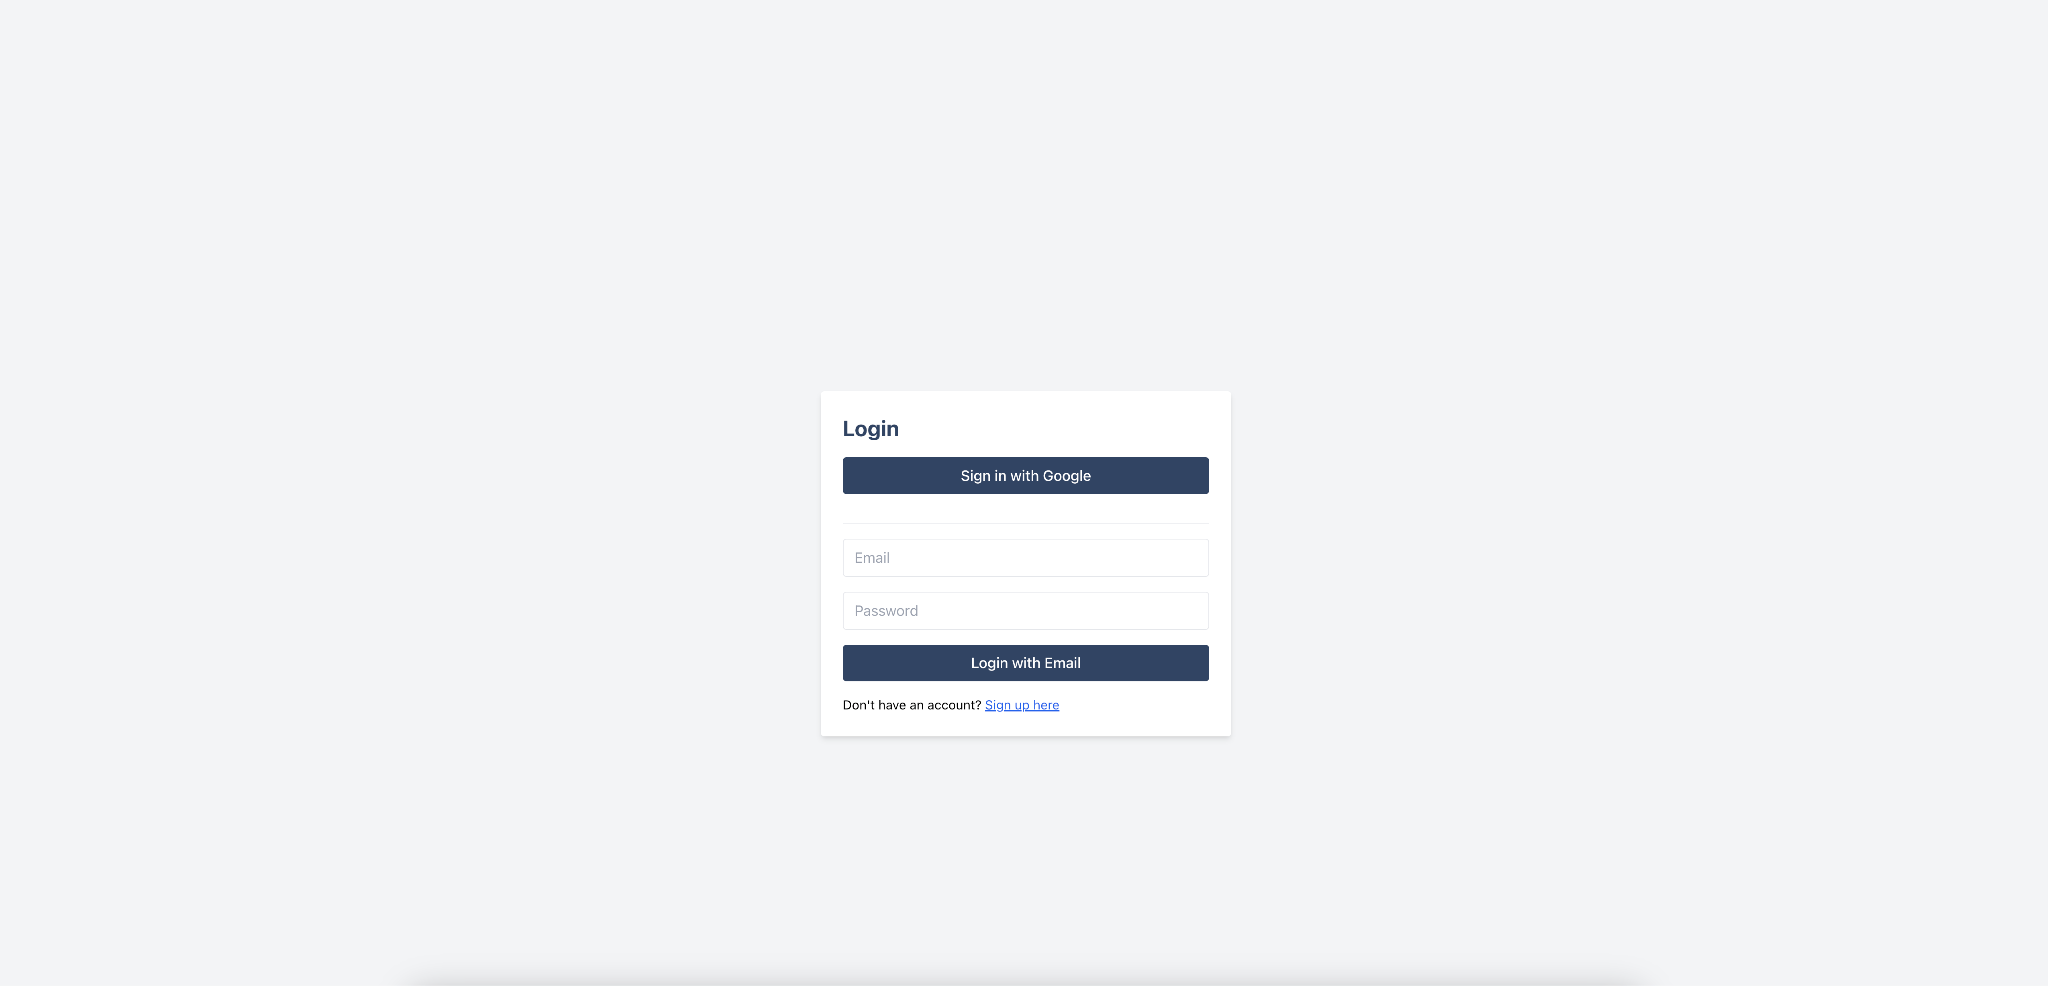 Login
Sign in with Google
Email
Password
Login with Email
Don't have an account? Sign up here